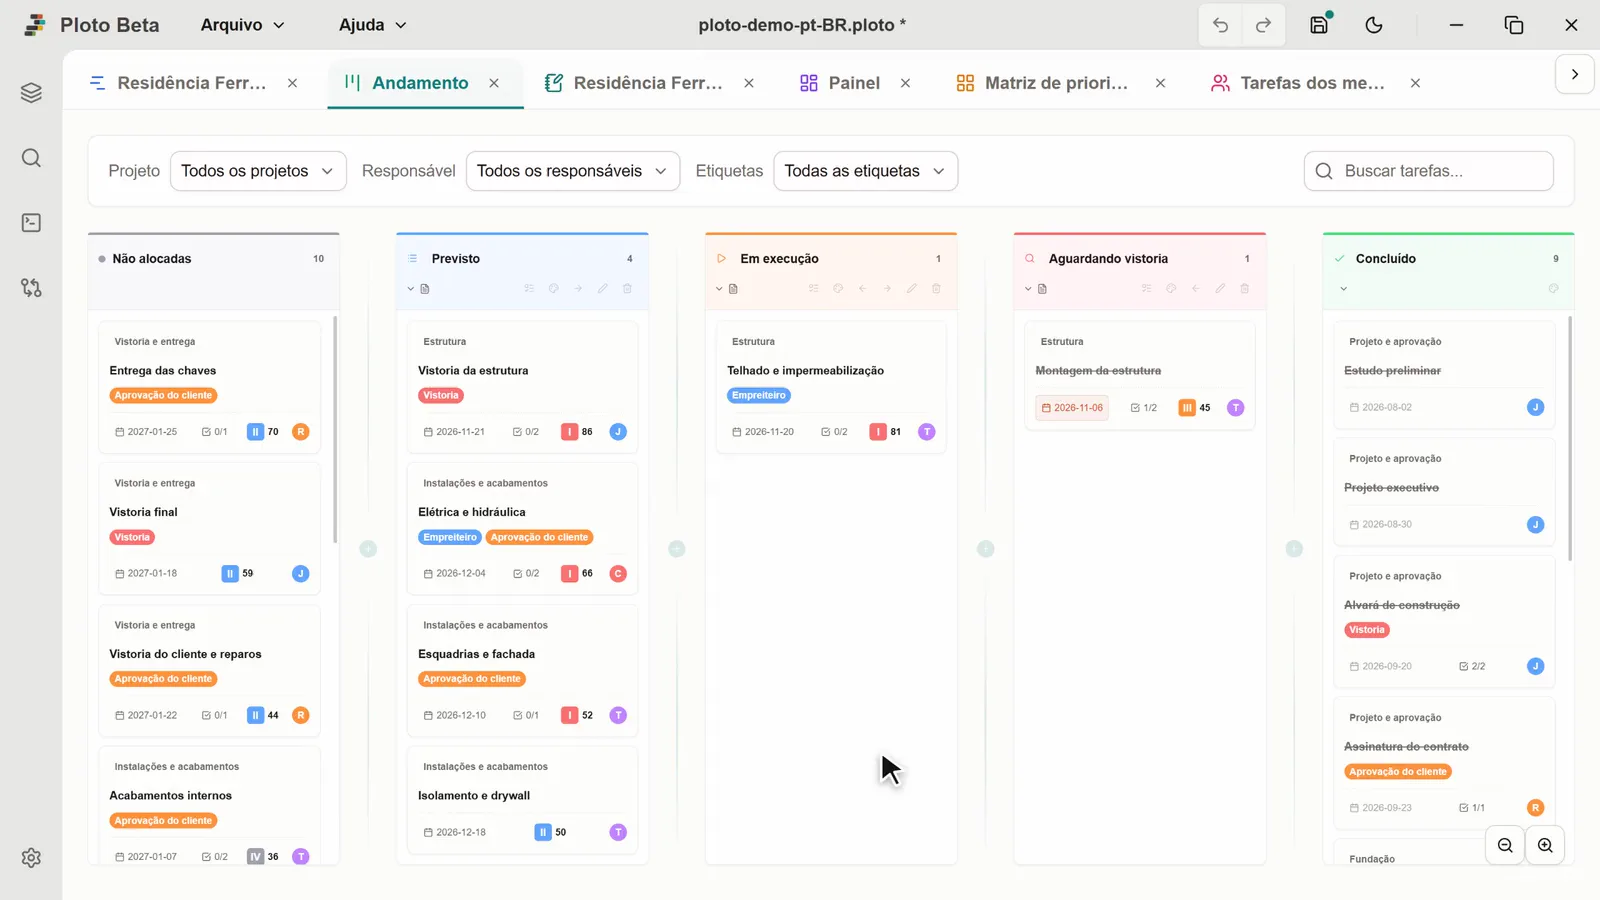 Ploto Beta
Arquivo
Ajuda
ploto-demo-pt-BR.ploto *
Residência Ferr...
Andamento
Residência Ferr...
Painel
Matriz de priori...
Tarefas dos me...
Projeto
Todos os projetos
Responsável
Todos os responsáveis
Etiquetas
Todas as etiquetas
Buscar tarefas...
Não alocadas
10
Vistoria e entrega
Entrega das chaves
Aprovação do cliente
2027-01-25
0/1
II
70
R
Vistoria e entrega
Vistoria final
Vistoria
2027-01-18
II
59
J
Vistoria e entrega
Vistoria do cliente e reparos
Aprovação do cliente
2027-01-22
0/1
II
44
R
Instalações e acabamentos
Acabamentos internos
Aprovação do cliente
2027-01-07
0/2
IV
36
T
Previsto
4
Estrutura
Vistoria da estrutura
Vistoria
2026-11-21
0/2
I
86
J
Instalações e acabamentos
Elétrica e hidráulica
Empreiteiro
Aprovação do cliente
2026-12-04
0/2
I
66
C
Instalações e acabamentos
Esquadrias e fachada
Aprovação do cliente
2026-12-10
0/1
I
52
T
Instalações e acabamentos
Isolamento e drywall
2026-12-18
II
50
T
Em execução
1
Estrutura
Telhado e impermeabilização
Empreiteiro
2026-11-20
0/2
I
81
T
Aguardando vistoria
1
Estrutura
Montagem da estrutura
2026-11-06
1/2
III
45
T
Concluído
9
Projeto e aprovação
Estudo preliminar
2026-08-02
J
Projeto e aprovação
Projeto executivo
2026-08-30
J
Projeto e aprovação
Alvará de construção
Vistoria
2026-09-20
2/2
J
Projeto e aprovação
Assinatura do contrato
Aprovação do cliente
2026-09-23
1/1
R
Fundação